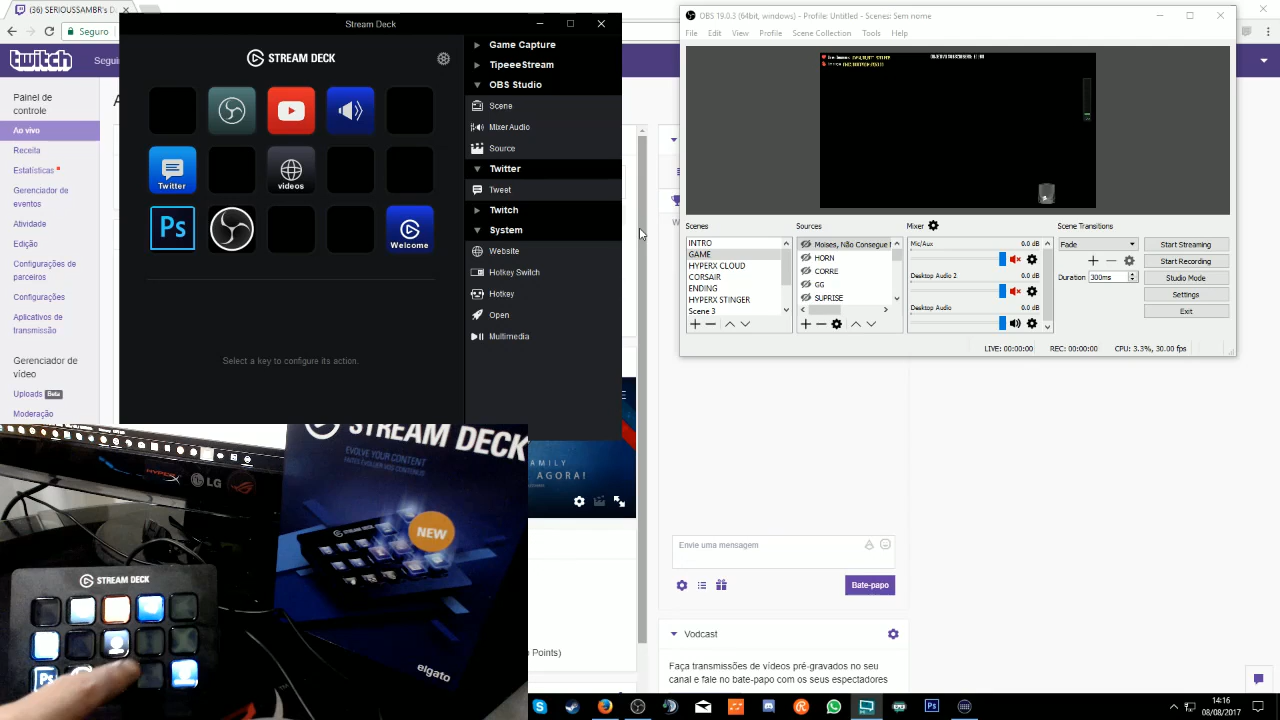 (36) SERIOUSSAMBR's D
Seguro
twitch
Segui
Painel de
controle
Ao vivo
Receita
Estatísticas
Gerenciador de
eventos
Atividade
Edição
Configurações de
parceiros
Configurações
Aplicativos de
transmissão
Gerenciador de
vídeo
Uploads Beta
Moderação
Stream Deck
STREAM DECK
Twitter
videos
Ps
Welcome
Select a key to configure its action.
Game Capture
TipeeeStream
OBS Studio
Scene
Mixer Audio
Source
Twitter
Tweet
Twitch
System
Website
Hotkey Switch
Hotkey
Open
Multimedia
OBS 19.0.3 (64bit, windows) - Profile: Untitled - Scenes: Sem nome
File Edit View Profile Scene Collection Tools Help
Scenes
INTRO
GAME
HYPERX CLOUD
CORSAIR
ENDING
HYPERX STINGER
Scene 3
Sources
Moises, Não Consegue
HORN
CORRE
GG
SUPRISE
Mixer
Mic/Aux 0.0 dB
Desktop Audio 2 0.0 dB
Desktop Audio 0.0 dB
Scene Transitions
Fade
Duration 300ms
Start Streaming
Start Recording
Studio Mode
Settings
Exit
LIVE: 00:00:00 REC: 00:00:00 CPU: 3.3%, 30.00 fps
AMILY
AGORA!
Envie uma mensagem
Bate-papo
Vodcast
Faça transmissões de vídeos pré-gravados no seu
canal e fale no bate-papo com os seus espectadores
o Points)
STREAM DECK
EVOLVE YOUR CONTENT
FAITES ÉVOLUER VOS CONTENUS
NEW
elgato
HYPERX
LG
STREAM DECK
Ps
14:16
08/08/2017